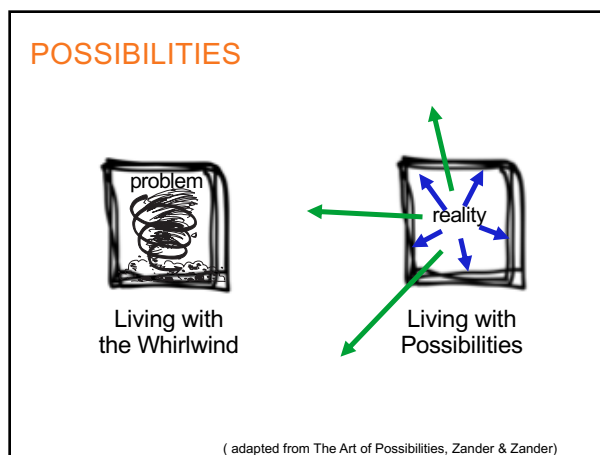 POSSIBILITIES
problem
Living with
the Whirlwind
reality
Living with
Possibilities
( adapted from The Art of Possibilities, Zander & Zander)